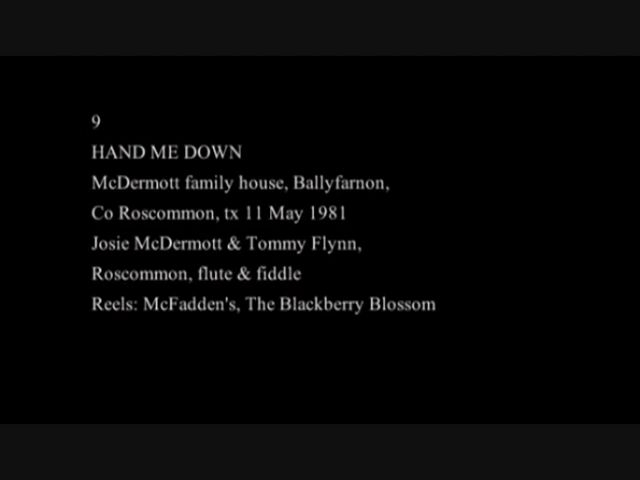 9
HAND ME DOWN
McDermott family house, Ballyfarnon,
Co Roscommon, tx 11 May 1981
Josie McDermott & Tommy Flynn,
Roscommon, flute & fiddle
Reels: McFadden's, The Blackberry Blossom